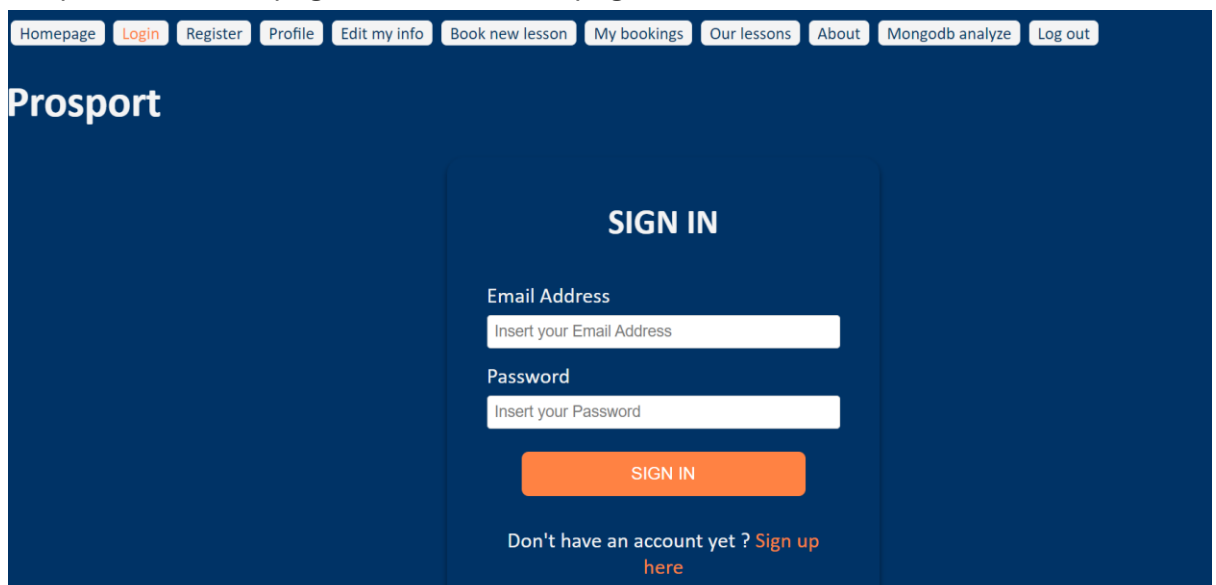 Homepage Login Register Profile Edit my info Book new lesson My bookings Our lessons About Mongodb analyze Log out
Prosport
SIGN IN
Email Address
Insert your Email Address
Password
Insert your Password
SIGN IN
Don't have an account yet ? Sign up
here